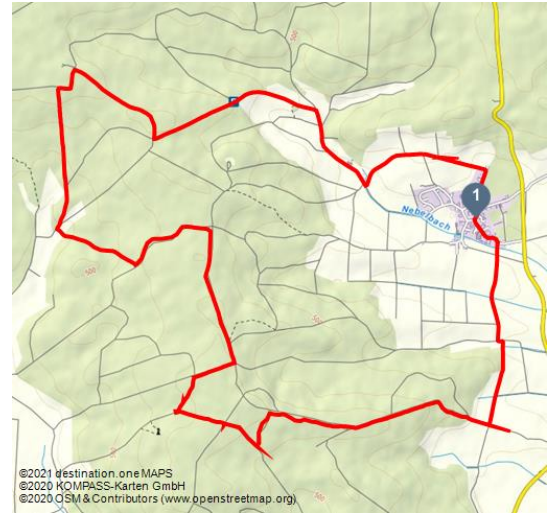 500
1
Nebelbach
500
500
500
©2021 destination.one MAPS
©2020 KOMPASS-Karten GmbH
©2020 OSM & Contributors (www.openstreetmap.org)